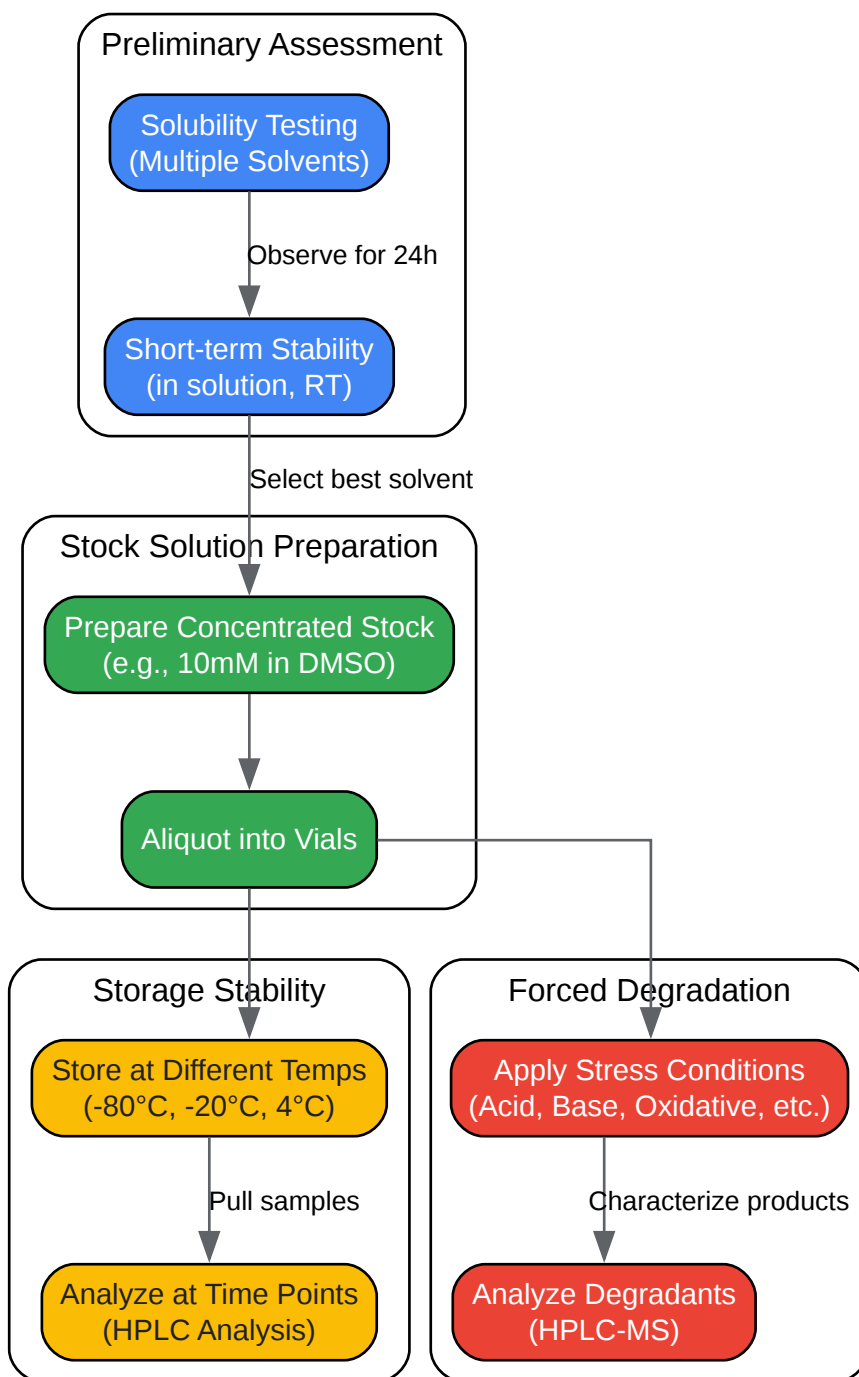 Preliminary Assessment
Solubility Testing
(Multiple Solvents)
Observe for 24h
Short-term Stability
(in solution, RT)
Select best solvent
Stock Solution Preparation
Prepare Concentrated Stock
(e.g., 10mM in DMSO)
Aliquot into Vials
Storage Stability
Store at Different Temps
(-80°C, -20°C, 4°C)
Pull samples
Analyze at Time Points
(HPLC Analysis)
Forced Degradation
Apply Stress Conditions
(Acid, Base, Oxidative, etc.)
Characterize products
Analyze Degradants
(HPLC-MS)